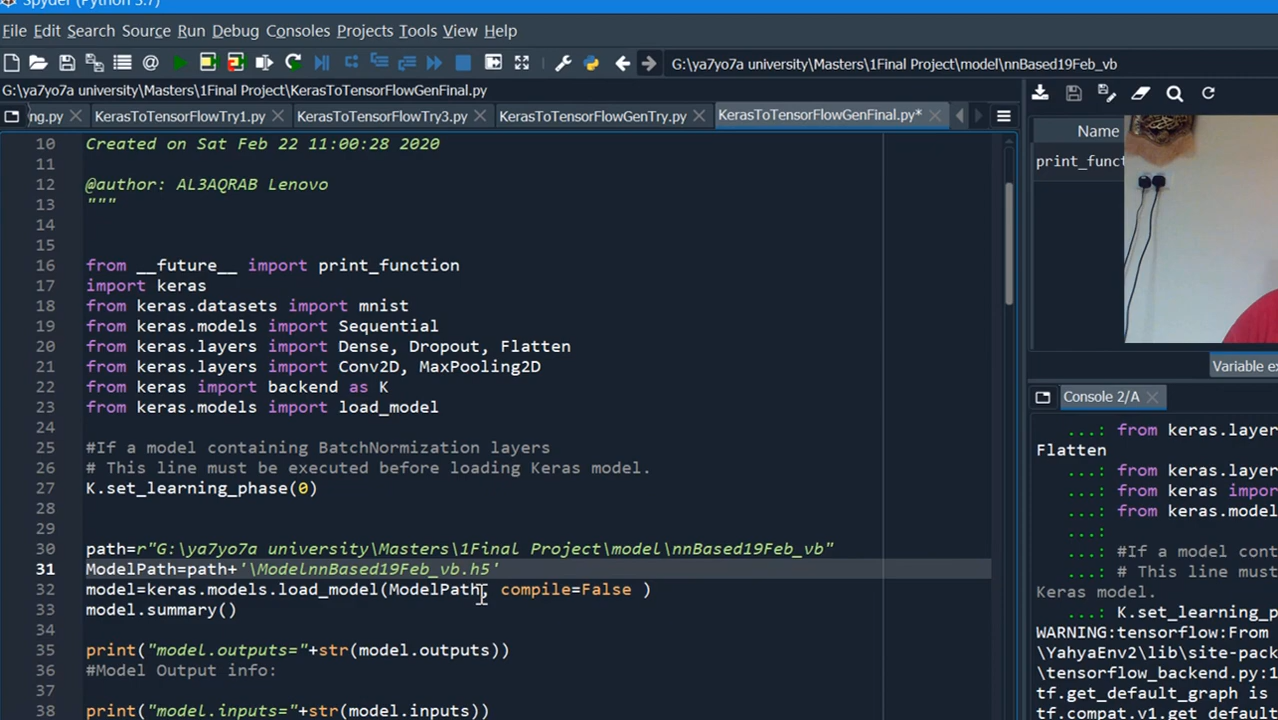 Spyder (Python 3.7)
File Edit Search Source Run Debug Consoles Projects Tools View Help
G:\ya7yo7a university\Masters\1Final Project\model\nnBased19Feb_vb
G:\ya7yo7a university\Masters\1Final Project\KerasToTensorFlowGenFinal.py
ng.py KerasToTensorFlowTry1.py KerasToTensorFlowTry3.py KerasToTensorFlowGenTry.py KerasToTensorFlowGenFinal.py*
10 Created on Sat Feb 22 11:00:28 2020
11
12 @author: AL3AQRAB Lenovo
13 """
14
15
16 from __future__ import print_function
17 import keras
18 from keras.datasets import mnist
19 from keras.models import Sequential
20 from keras.layers import Dense, Dropout, Flatten
21 from keras.layers import Conv2D, MaxPooling2D
22 from keras import backend as K
23 from keras.models import load_model
24
25 #If a model containing BatchNormization layers
26 # This line must be executed before loading Keras model.
27 K.set_learning_phase(0)
28
29
30 path=r"G:\ya7yo7a university\Masters\1Final Project\model\nnBased19Feb_vb"
31 ModelPath=path+'\ModelnnBased19Feb_vb.h5'
32 model=keras.models.load_model(ModelPath, compile=False )
33 model.summary()
34
35 print("model.outputs="+str(model.outputs))
36 #Model Output info:
37
38 print("model.inputs="+str(model.inputs))
Name
print_funct
Variable e
Console 2/A
...: from keras.layer
Flatten
...: from keras.layer
...: from keras impor
...: from keras.model
...:
...: #If a model cont
...: # This line must
Keras model.
...: K.set_learning_p
WARNING:tensorflow:From
\YahyaEnv2\lib\site-pack
\tensorflow_backend.py:1
tf.get_default_graph is
tf.compat.v1.get_default